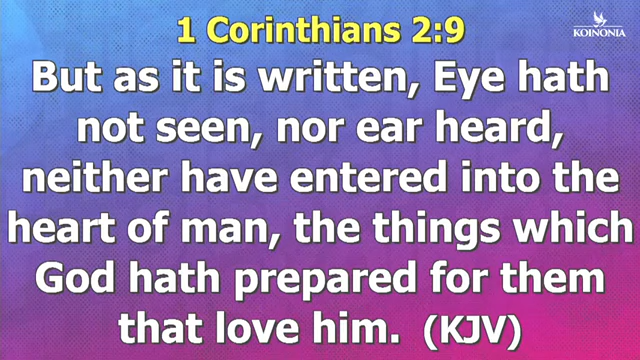 1 Corinthians 2:9
KOINONIA
But as it is written, Eye hath
not seen, nor ear heard,
neither have entered into the
heart of man, the things which
God hath prepared for them
that love him. (KJV)